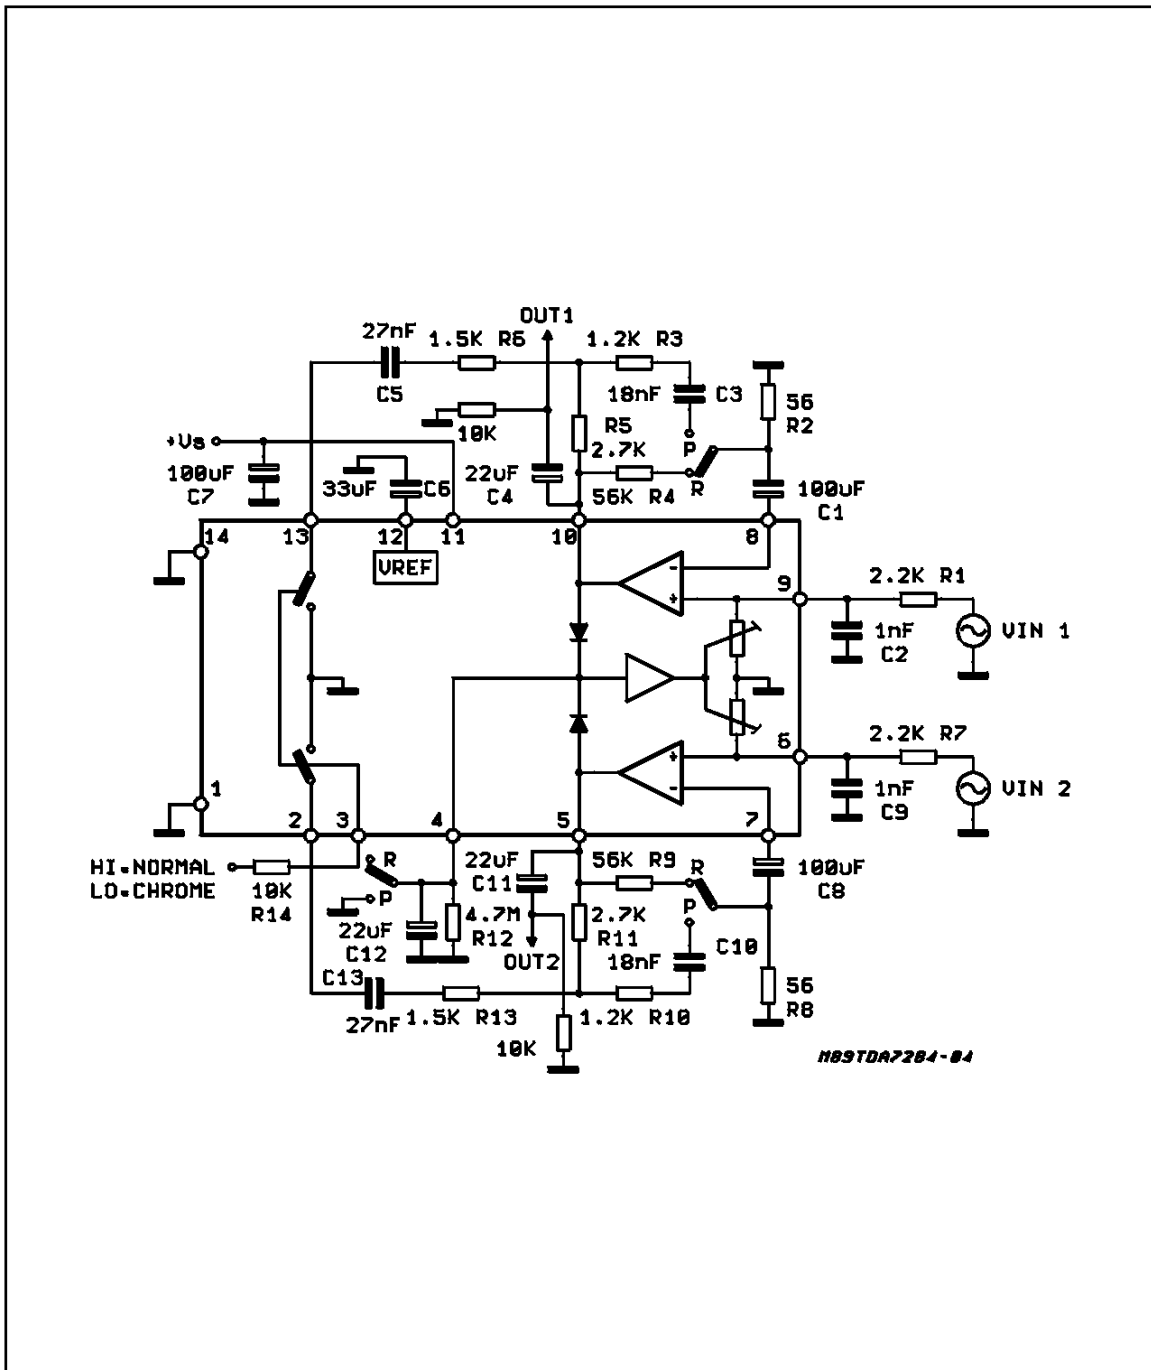 OUT1
27nF
1.5K R6
1.2K R3
C5
18nF
C3
56
R2
10K
R5
2.7K
P
+Vs
100uF
C7
33uF
C6
22uF
C4
56K R4
R
100uF
C1
14
13
12
11
10
8
VREF
-
+
9
2.2K R1
1nF
C2
VIN 1
6
2.2K R7
+
-
1nF
C9
VIN 2
1
2
3
4
5
7
HI=NORMAL
LO=CHROME
10K
R14
R
P
22uF
C11
56K R9
R
P
100uF
C8
22uF
C12
4.7M
R12
2.7K
R11
OUT2
18nF
C10
C13
27nF
1.5K R13
1.2K R10
56
R8
10K
M89TDA7284-04